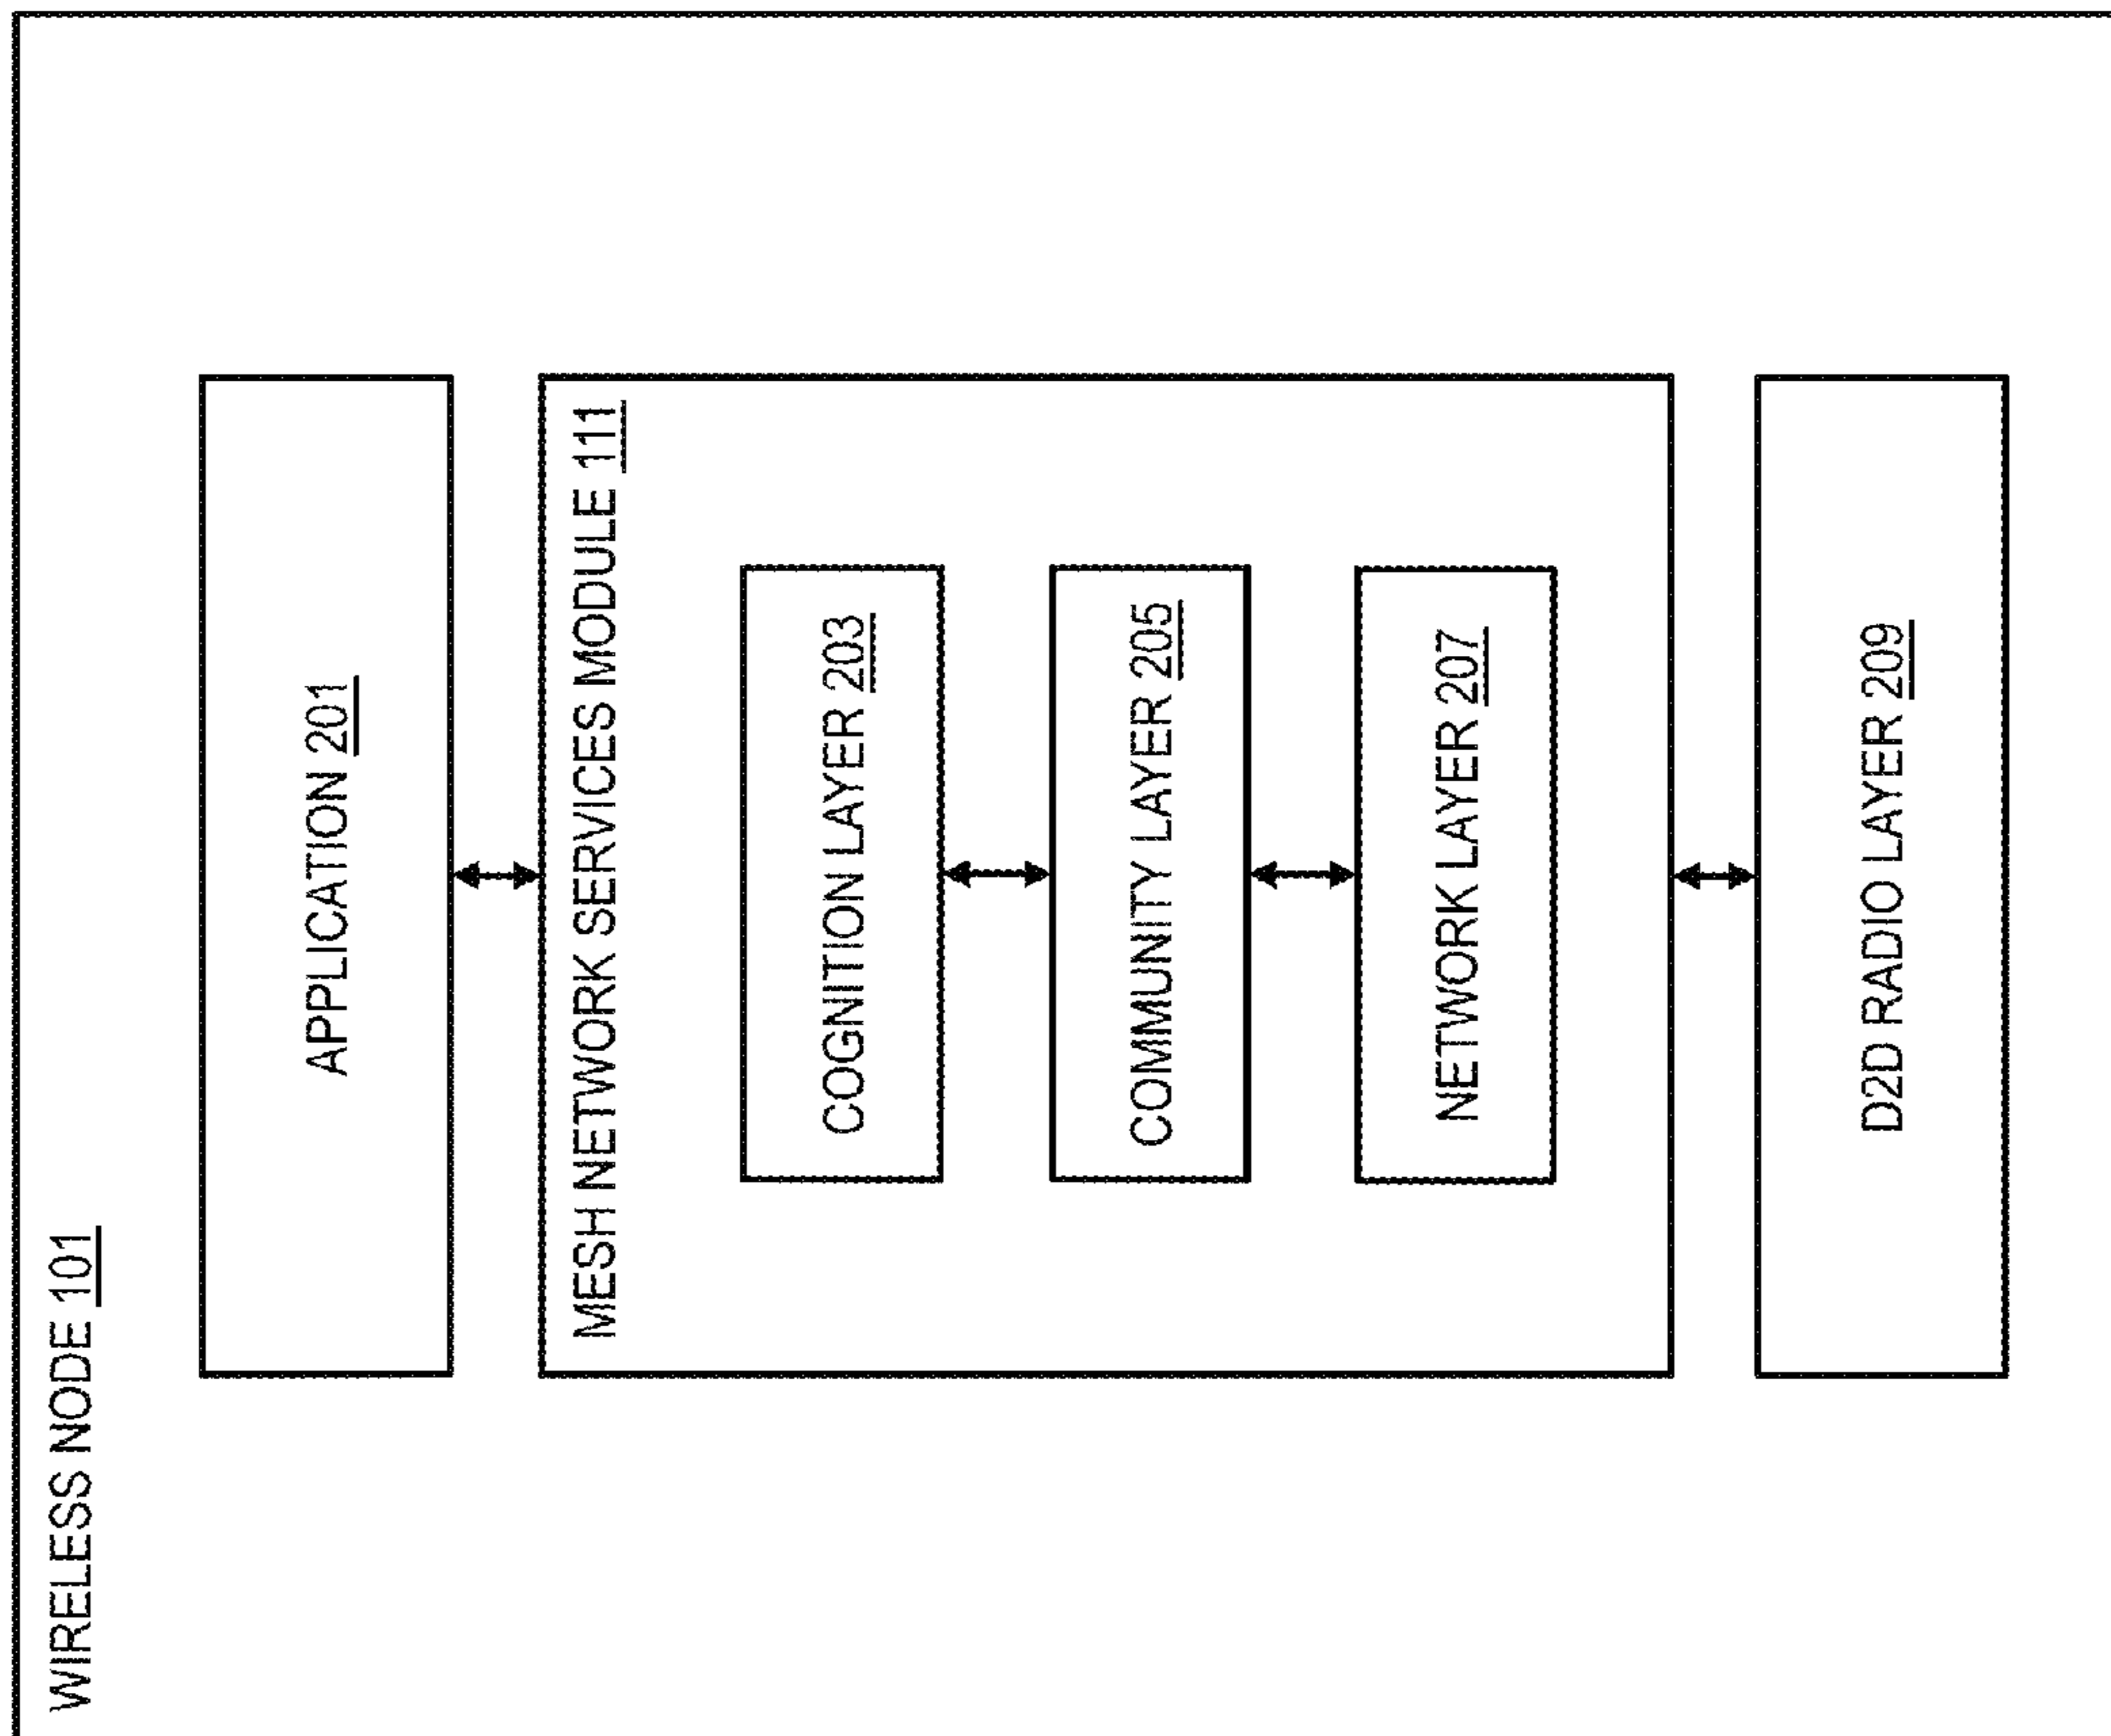 WIRELESS NODE 101
APPLICATION 201
MESH NETWORK SERVICES MODULE 111
COGNITION LAYER 203
COMMUNITY LAYER 205
NETWORK LAYER 207
D2D RADIO LAYER 209